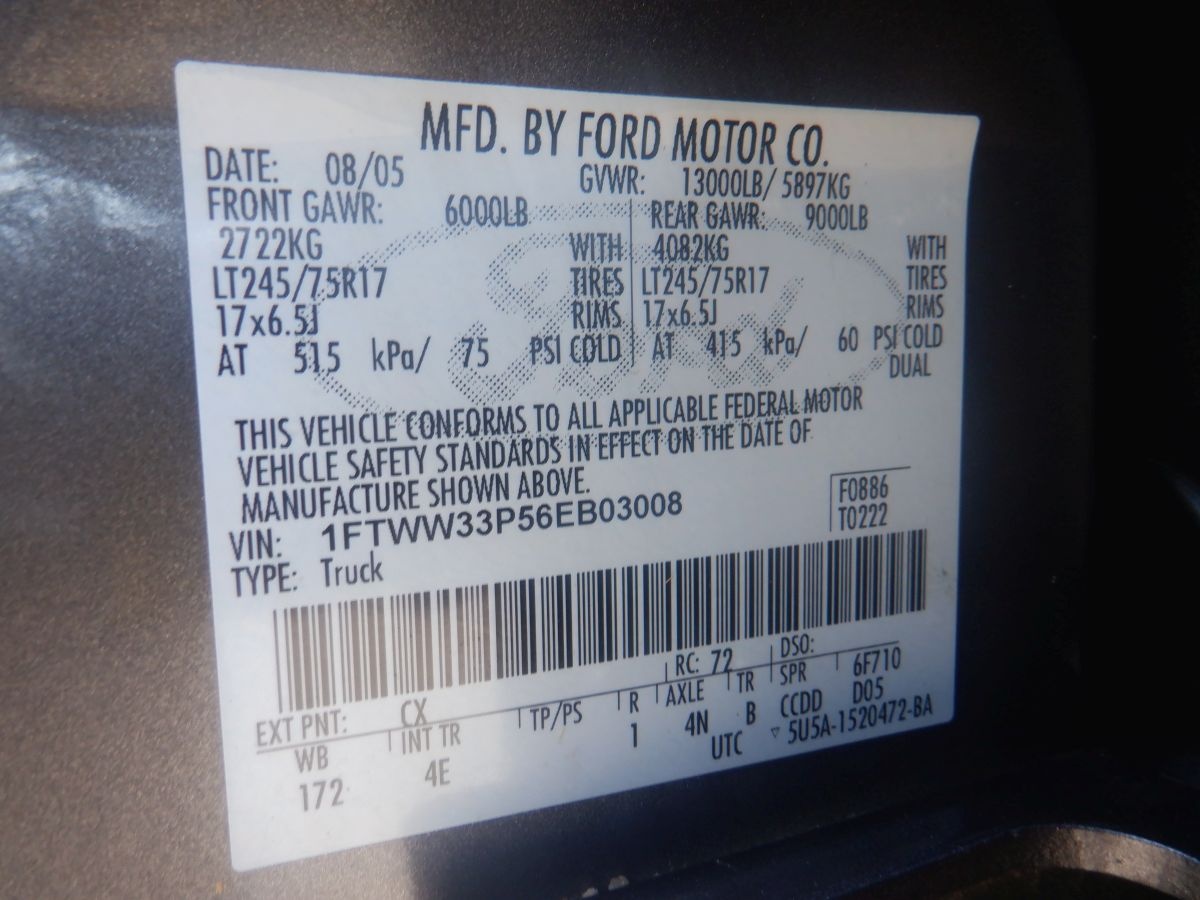 MFD. BY FORD MOTOR CO.
DATE: 08/05 GVWR: 13000LB/ 5897KG
FRONT GAWR: 6000LB REAR GAWR: 9000LB
2722KG WITH 4082KG WITH
LT245/75R17 TIRES LT245/75R17 TIRES
17x6.5J RIMS 17x6.5J RIMS
AT 515 kPa/ 75 PSI COLD AT 415 kPa/ 60 PSI COLD
DUAL
Ford
THIS VEHICLE CONFORMS TO ALL APPLICABLE FEDERAL MOTOR
VEHICLE SAFETY STANDARDS IN EFFECT ON THE DATE OF
MANUFACTURE SHOWN ABOVE.
F0886
VIN: 1FTWW33P56EB03008 T0222
TYPE: Truck
EXT PNT: CX RC: 72 DSO: 6F710
WB INT TR TP/PS R AXLE TR SPR D05
172 4E 1 4N B CCDD
UTC ▽ 5U5A-1520472-BA